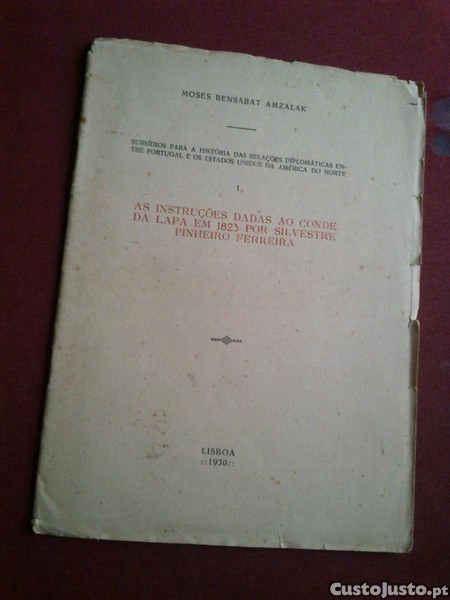 MOSES BENSABAT AMZALAK
SUBSÍDIOS PARA A HISTÓRIA DAS RELAÇÕES DIPLOMÁTICAS EN-
TRE PORTUGAL E OS ESTADOS UNIDOS DA AMÉRICA DO NORTE
I
AS INSTRUÇÕES DADAS AO CONDE
DA LAPA EM 1823 POR SILVESTRE
PINHEIRO FERREIRA
LISBOA
::1930::
CustoJusto.pt